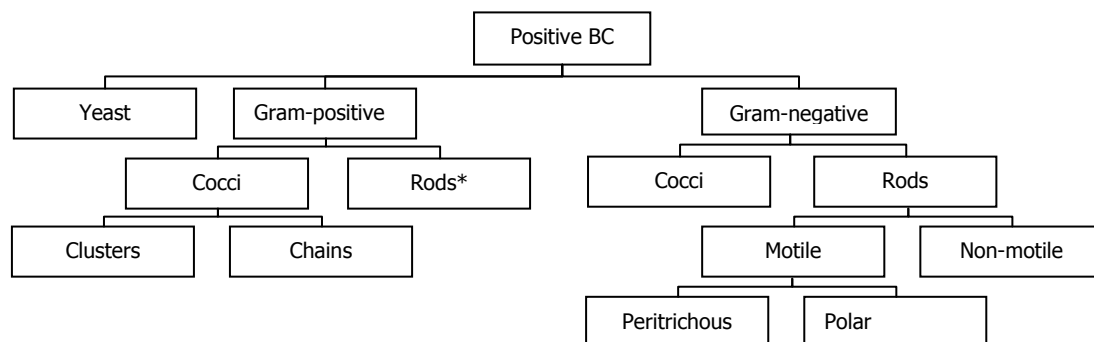 Positive BC
Yeast
Gram-positive
Gram-negative
Cocci
Rods*
Cocci
Rods
Clusters
Chains
Motile
Non-motile
Peritrichous
Polar